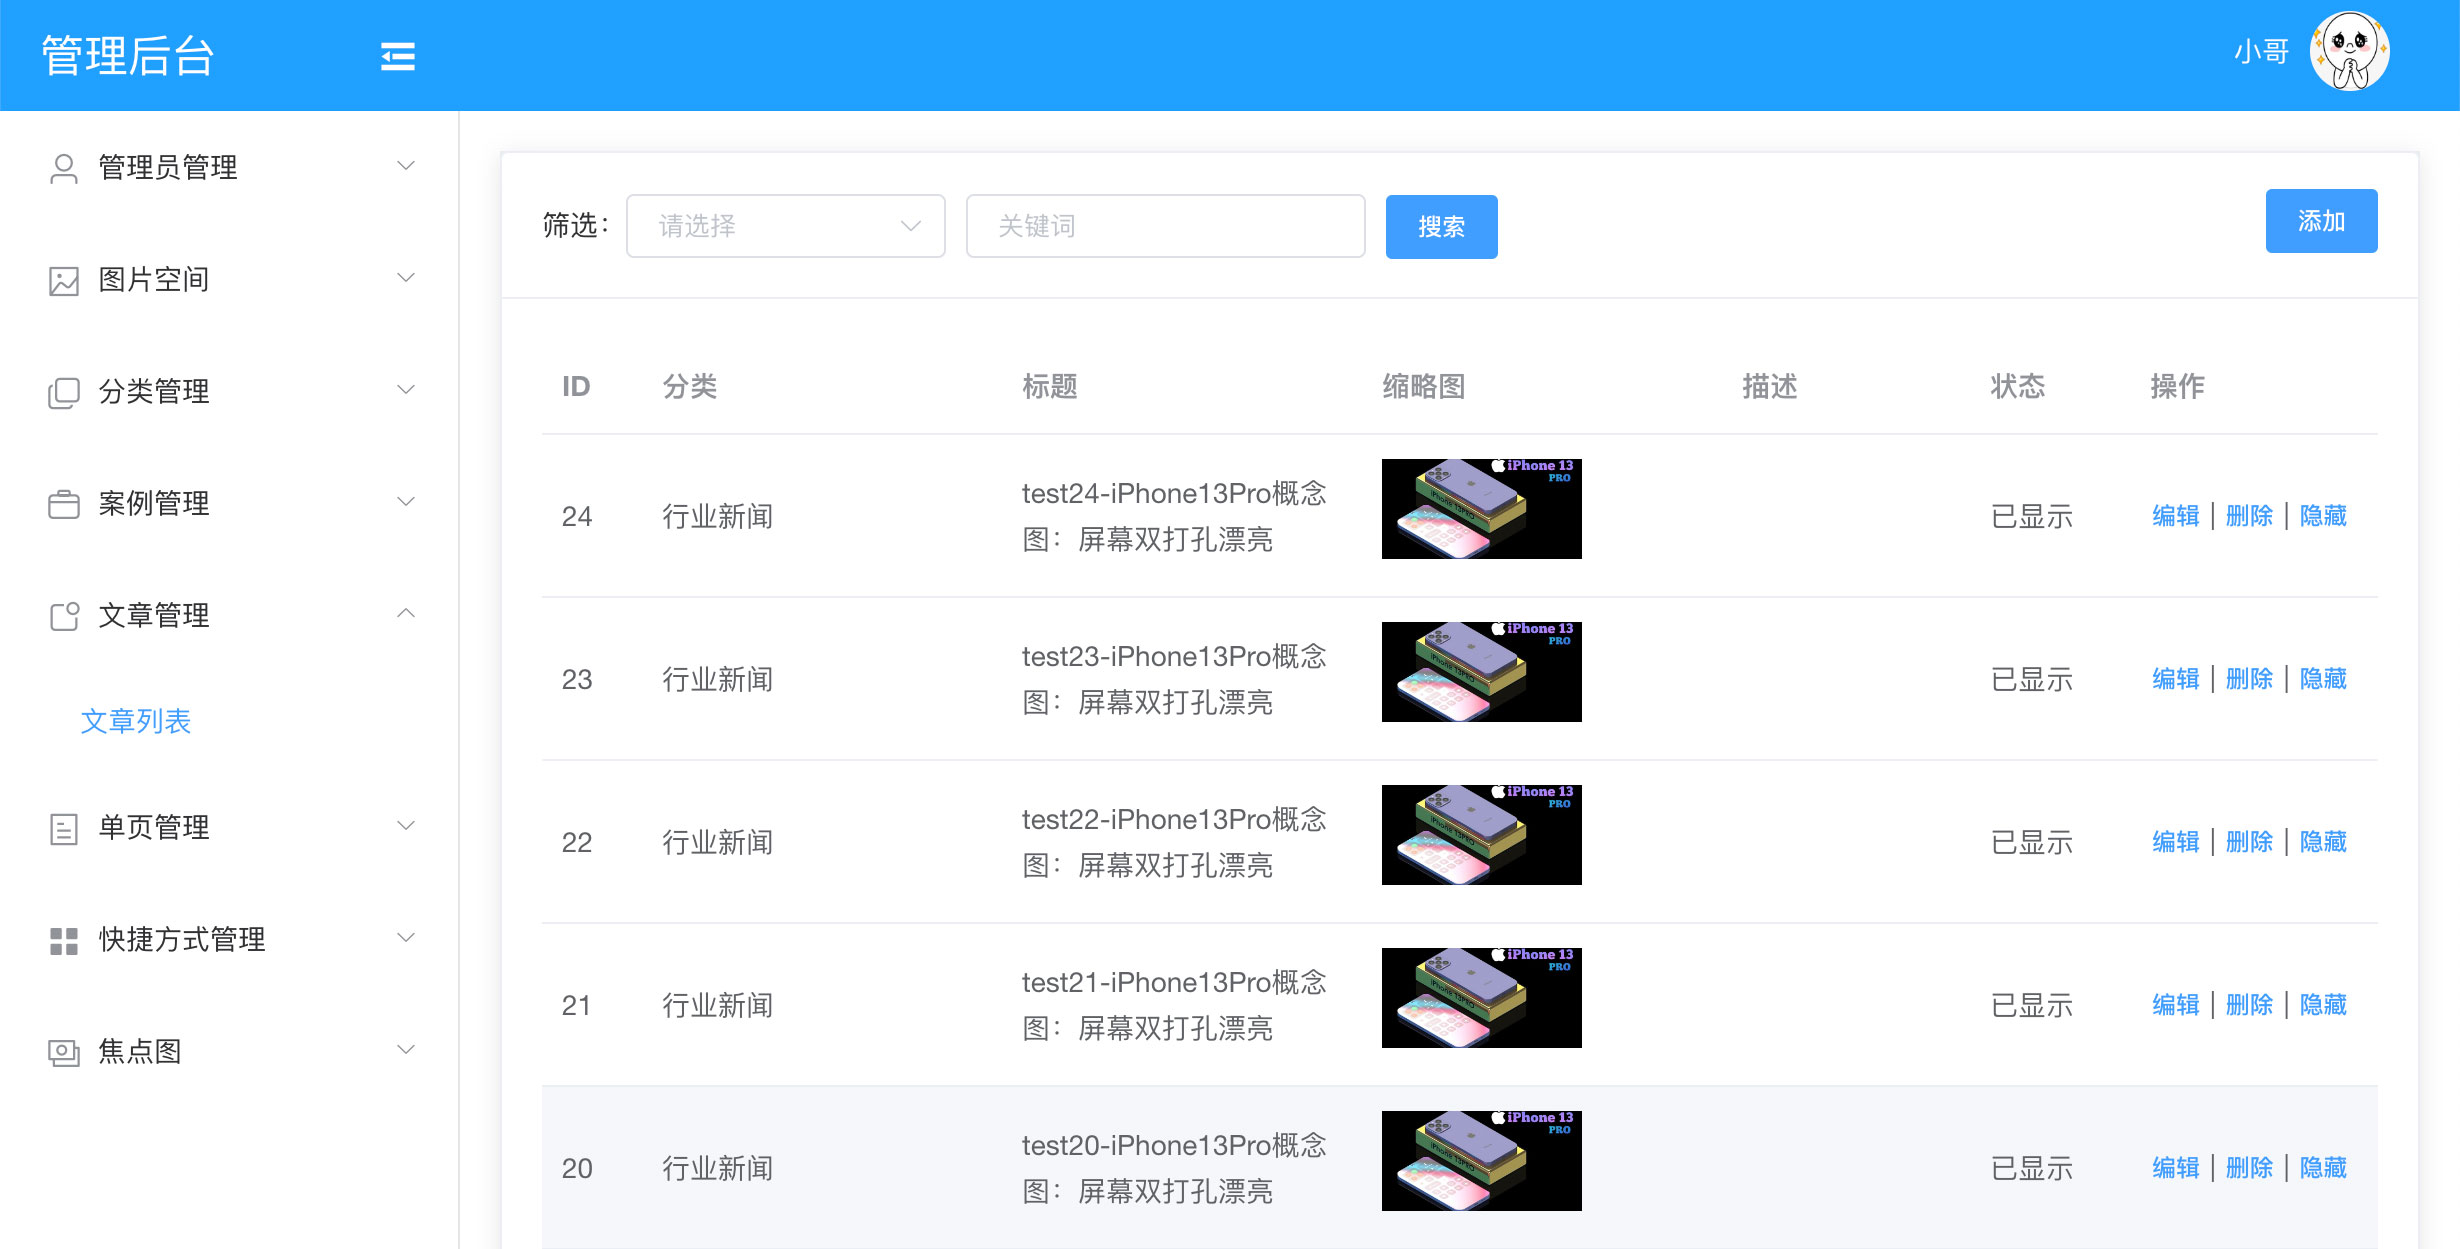 管理后台
小哥
管理员管理
图片空间
分类管理
案例管理
文章管理
文章列表
单页管理
快捷方式管理
焦点图
筛选： 请选择 关键词 搜索 添加
ID 分类 标题 缩略图 描述 状态 操作
24 行业新闻 test24-iPhone13Pro概念
图：屏幕双打孔漂亮
iPhone 13
PRO
iPhone 13PRO
已显示 编辑 | 删除 | 隐藏
23 行业新闻 test23-iPhone13Pro概念
图：屏幕双打孔漂亮
iPhone 13
PRO
iPhone 13PRO
已显示 编辑 | 删除 | 隐藏
22 行业新闻 test22-iPhone13Pro概念
图：屏幕双打孔漂亮
iPhone 13
PRO
iPhone 13PRO
已显示 编辑 | 删除 | 隐藏
21 行业新闻 test21-iPhone13Pro概念
图：屏幕双打孔漂亮
iPhone 13
PRO
iPhone 13PRO
已显示 编辑 | 删除 | 隐藏
20 行业新闻 test20-iPhone13Pro概念
图：屏幕双打孔漂亮
iPhone 13
PRO
iPhone 13PRO
已显示 编辑 | 删除 | 隐藏